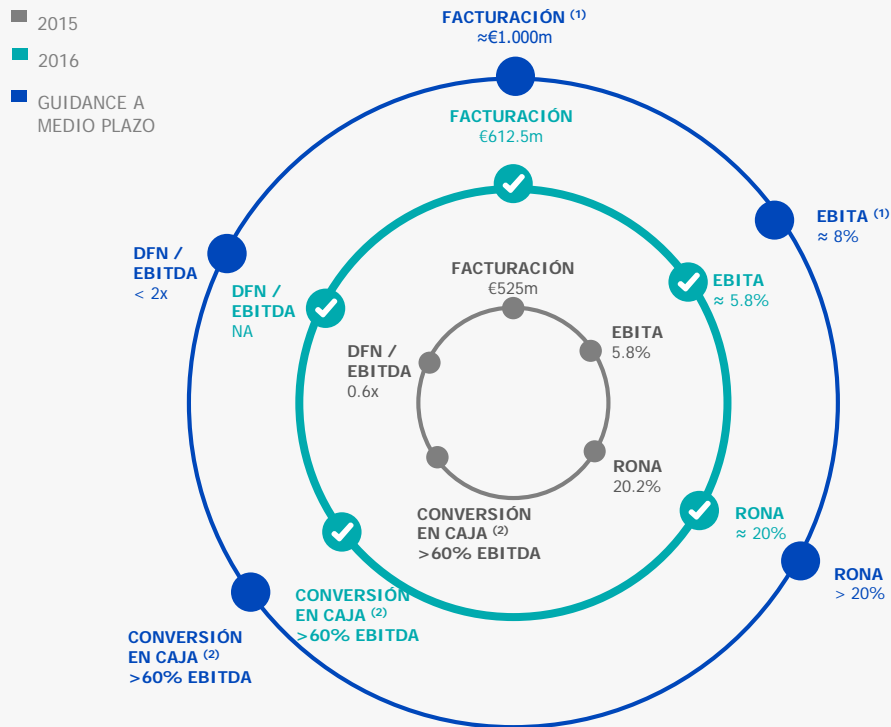 2015
2016
GUIDANCE A
MEDIO PLAZO
FACTURACIÓN (1)
≈€1.000m
FACTURACIÓN
€612.5m
EBITA (1)
≈ 8%
DFN /
EBITDA
< 2x
DFN /
EBITDA
NA
FACTURACIÓN
€525m
EBITA
≈ 5.8%
EBITA
5.8%
DFN /
EBITDA
0.6x
RONA
20.2%
CONVERSIÓN
EN CAJA (2)
>60% EBITDA
RONA
≈ 20%
RONA
> 20%
CONVERSIÓN
EN CAJA (2)
>60% EBITDA
CONVERSIÓN
EN CAJA (2)
>60% EBITDA